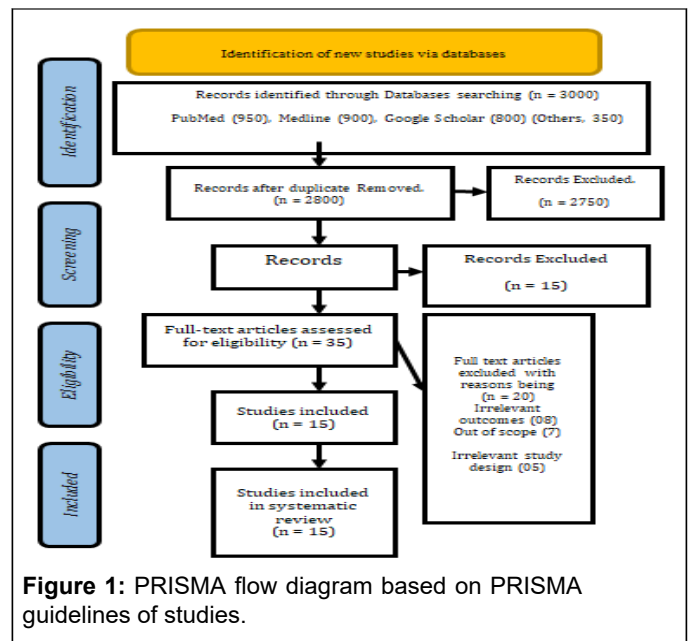 Identification of new studies via databases
Identification
Records identified through Databases searching (n = 3000)
PubMed (950), Medline (900), Google Scholar (800) (Others, 350)
Records after duplicate Removed.
(n = 2800)
Records Excluded.
(n = 2750)
Screening
Records
Records Excluded
(n = 15)
Eligibility
Full-text articles assessed
for eligibility (n = 35)
Full text articles
excluded with
reasons being
(n = 20)
Irrelevant
outcomes (08)
Out of scope (7)
Irrelevant study
design (05)
Studies included
(n = 15)
Included
Studies included
in systematic
review
(n = 15)
Figure 1: PRISMA flow diagram based on PRISMA
guidelines of studies.